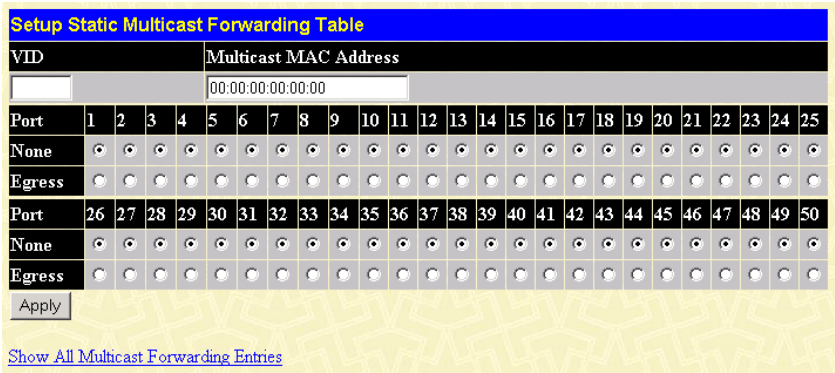 Setup Static Multicast Forwarding Table
VID Multicast MAC Address
00:00:00:00:00:00
Port 1 2 3 4 5 6 7 8 9 10 11 12 13 14 15 16 17 18 19 20 21 22 23 24 25
None
Egress
Port 26 27 28 29 30 31 32 33 34 35 36 37 38 39 40 41 42 43 44 45 46 47 48 49 50
None
Egress
Apply
Show All Multicast Forwarding Entries